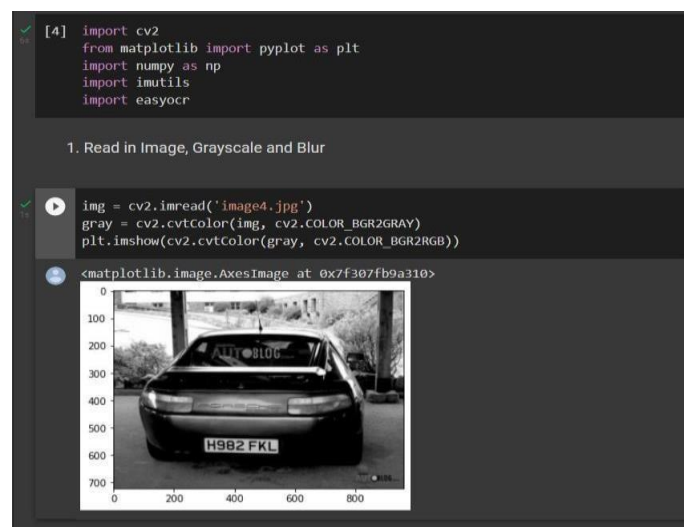 [4] import cv2
from matplotlib import pyplot as plt
import numpy as np
import imutils
import easyocr
1. Read in Image, Grayscale and Blur
img = cv2.imread('image4.jpg')
gray = cv2.cvtColor(img, cv2.COLOR_BGR2GRAY)
plt.imshow(cv2.cvtColor(gray, cv2.COLOR_BGR2RGB))
<matplotlib.image.AxesImage at 0x7f307fb9a310>
0
100
200
300
400
500
600
700
AUTOBLOG
PORSCHE
H982 FKL
0 200 400 600 800